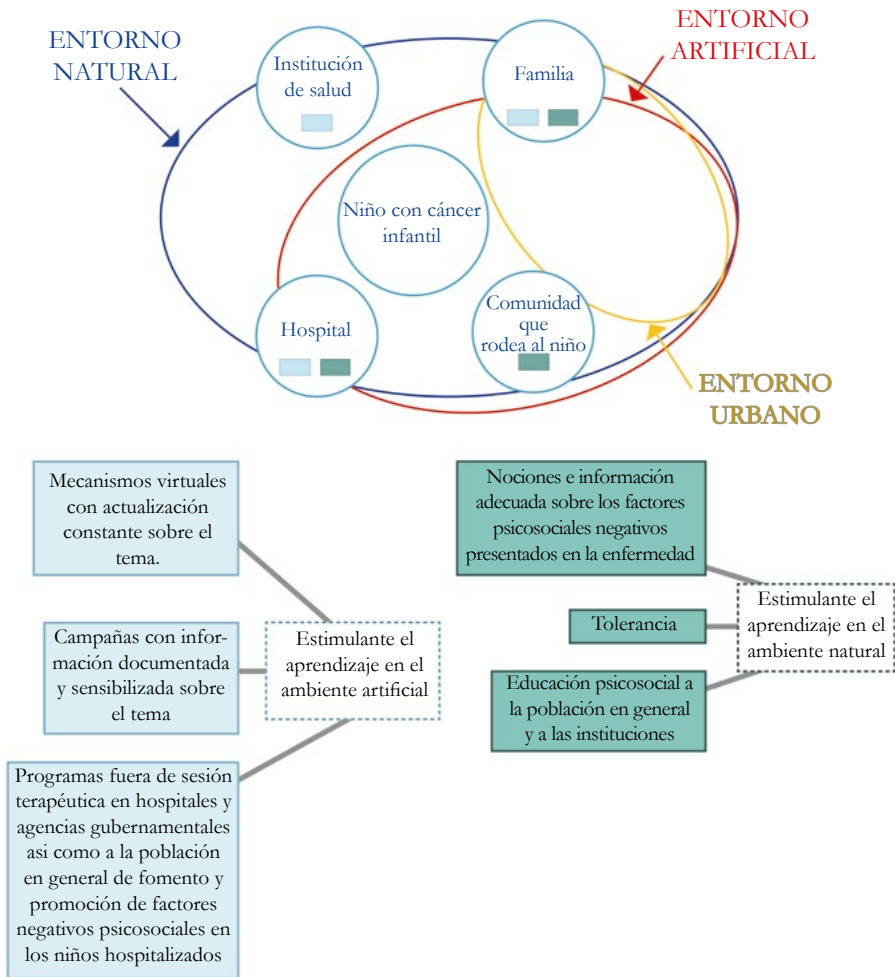 ENTORNO
NATURAL
Institución
de salud
Familia
ENTORNO
ARTIFICIAL
Niño con cáncer
infantil
Hospital
Comunidad
que
rodea al niño
ENTORNO
URBANO
Mecanismos virtuales
con actualización
constante sobre el
tema.
Campañas con infor-
mación documentada
y sensibilizada sobre
el tema
Programas fuera de sesión
terapéutica en hospitales y
agencias gubernamentales
asi como a la población
en general de fomento y
promoción de factores
negativos psicosociales en
los niños hospitalizados
Estimulante el
aprendizaje en el
ambiente artificial
Nociones e información
adecuada sobre los factores
psicosociales negativos
presentados en la enfermedad
Tolerancia
Educación psicosocial a
la población en general
y a las instituciones
Estimulante el
aprendizaje en el
ambiente natural